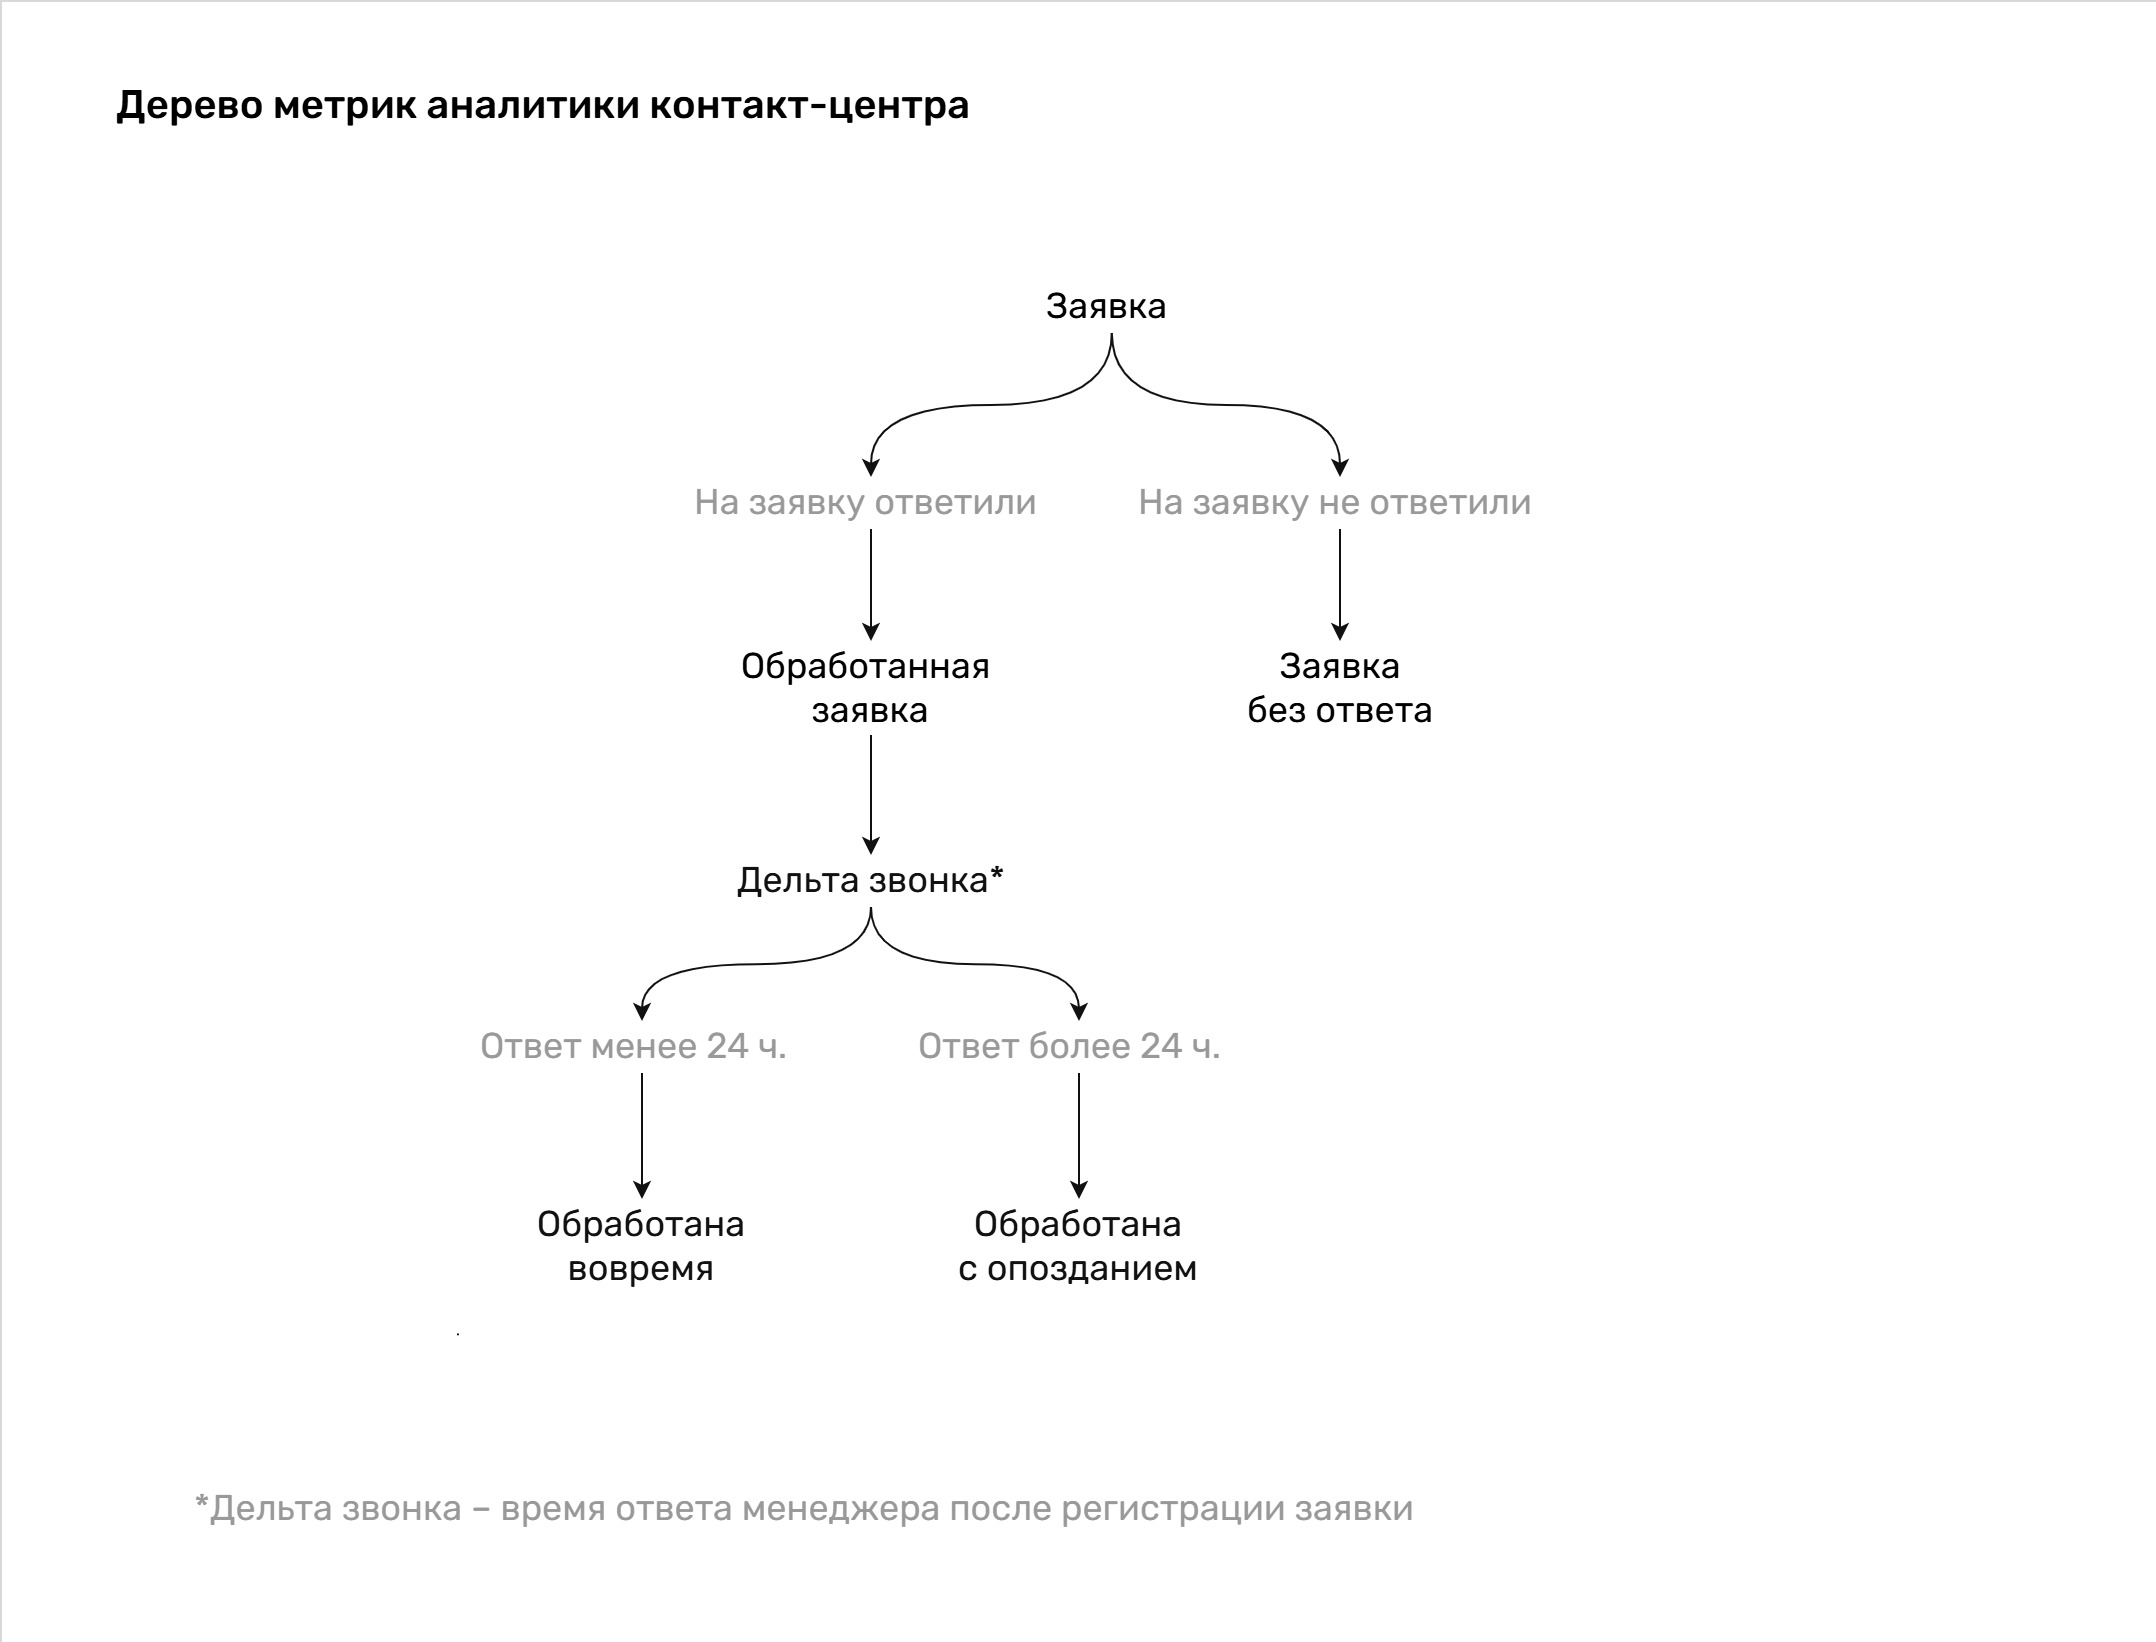 Дерево метрик аналитики контакт-центра
Заявка
На заявку ответили
На заявку не ответили
Обработанная
заявка
Заявка
без ответа
Дельта звонка*
Ответ менее 24 ч.
Ответ более 24 ч.
Обработана
вовремя
Обработана
с опозданием
*Дельта звонка – время ответа менеджера после регистрации заявки